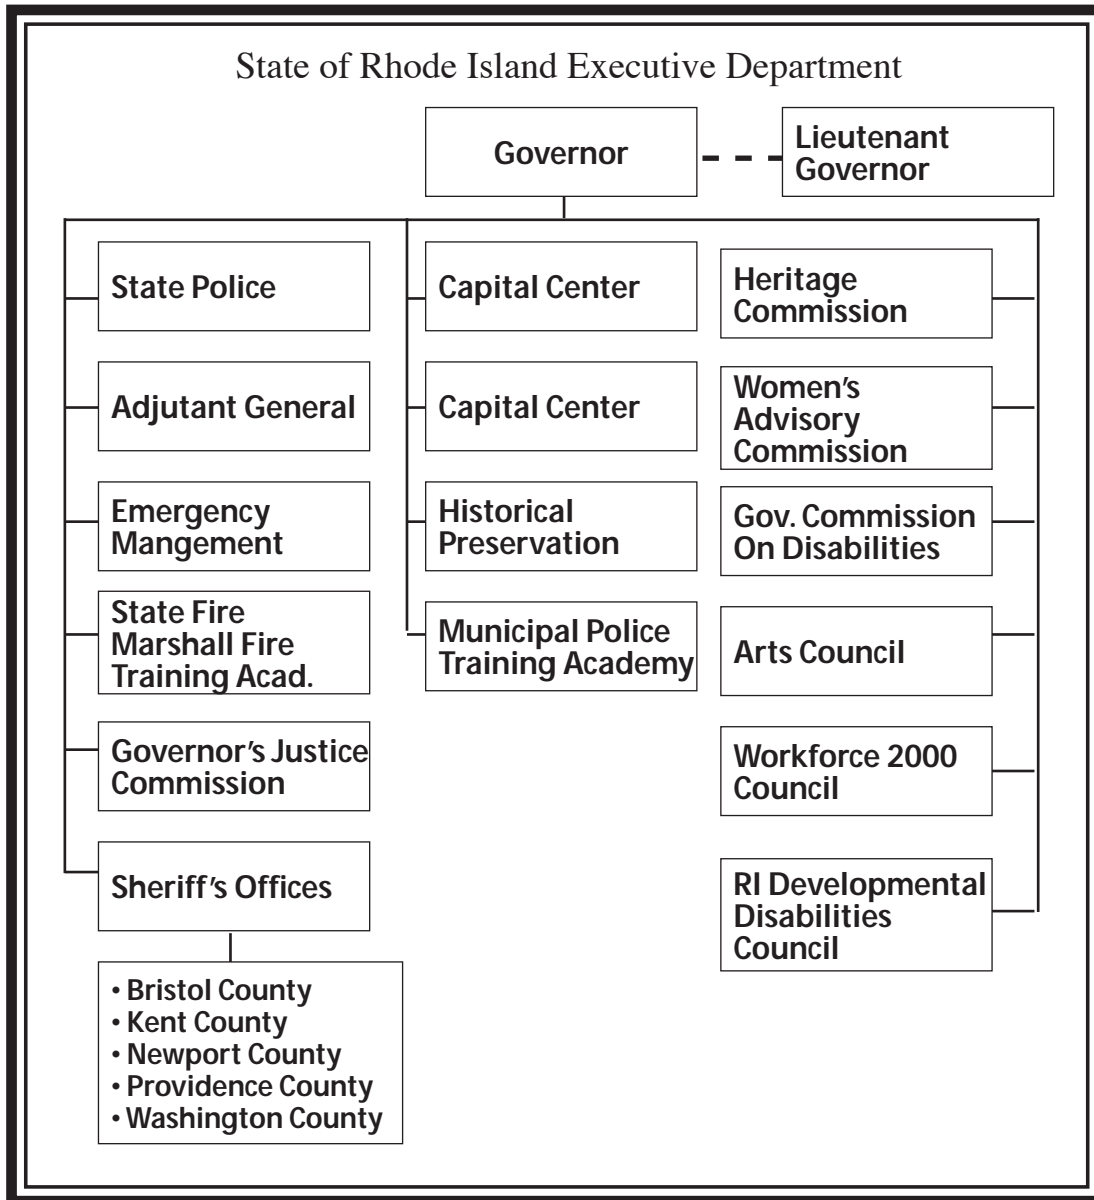 State of Rhode Island Executive Department
Governor
Lieutenant
Governor
State Police
Adjutant General
Emergency
Mangement
State Fire
Marshall Fire
Training Acad.
Governor's Justice
Commission
Sheriff's Offices
• Bristol County
• Kent County
• Newport County
• Providence County
• Washington County
Capital Center
Capital Center
Historical
Preservation
Municipal Police
Training Academy
Heritage
Commission
Women's
Advisory
Commission
Gov. Commission
On Disabilities
Arts Council
Workforce 2000
Council
RI Developmental
Disabilities
Council